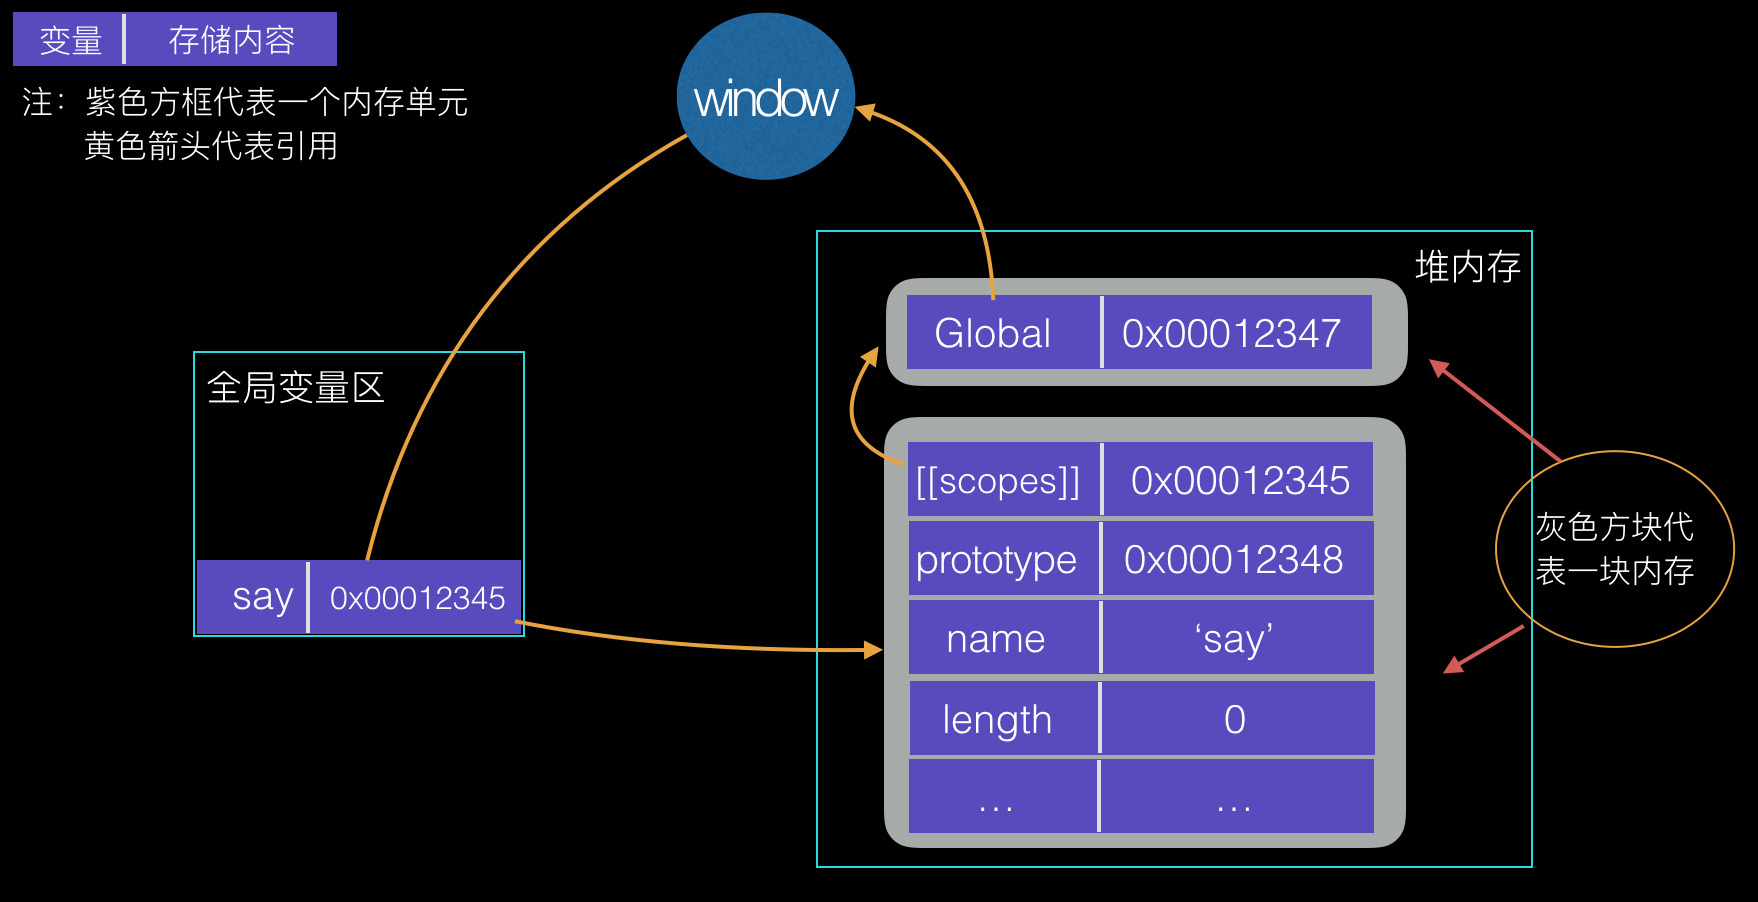 变量 存储内容
注：紫色方框代表一个内存单元
黄色箭头代表引用
window
堆内存
Global 0x00012347
全局变量区
say 0x00012345
[[scopes]] 0x00012345
prototype 0x00012348
name ‘say’
length 0
... ...
灰色方块代
表一块内存